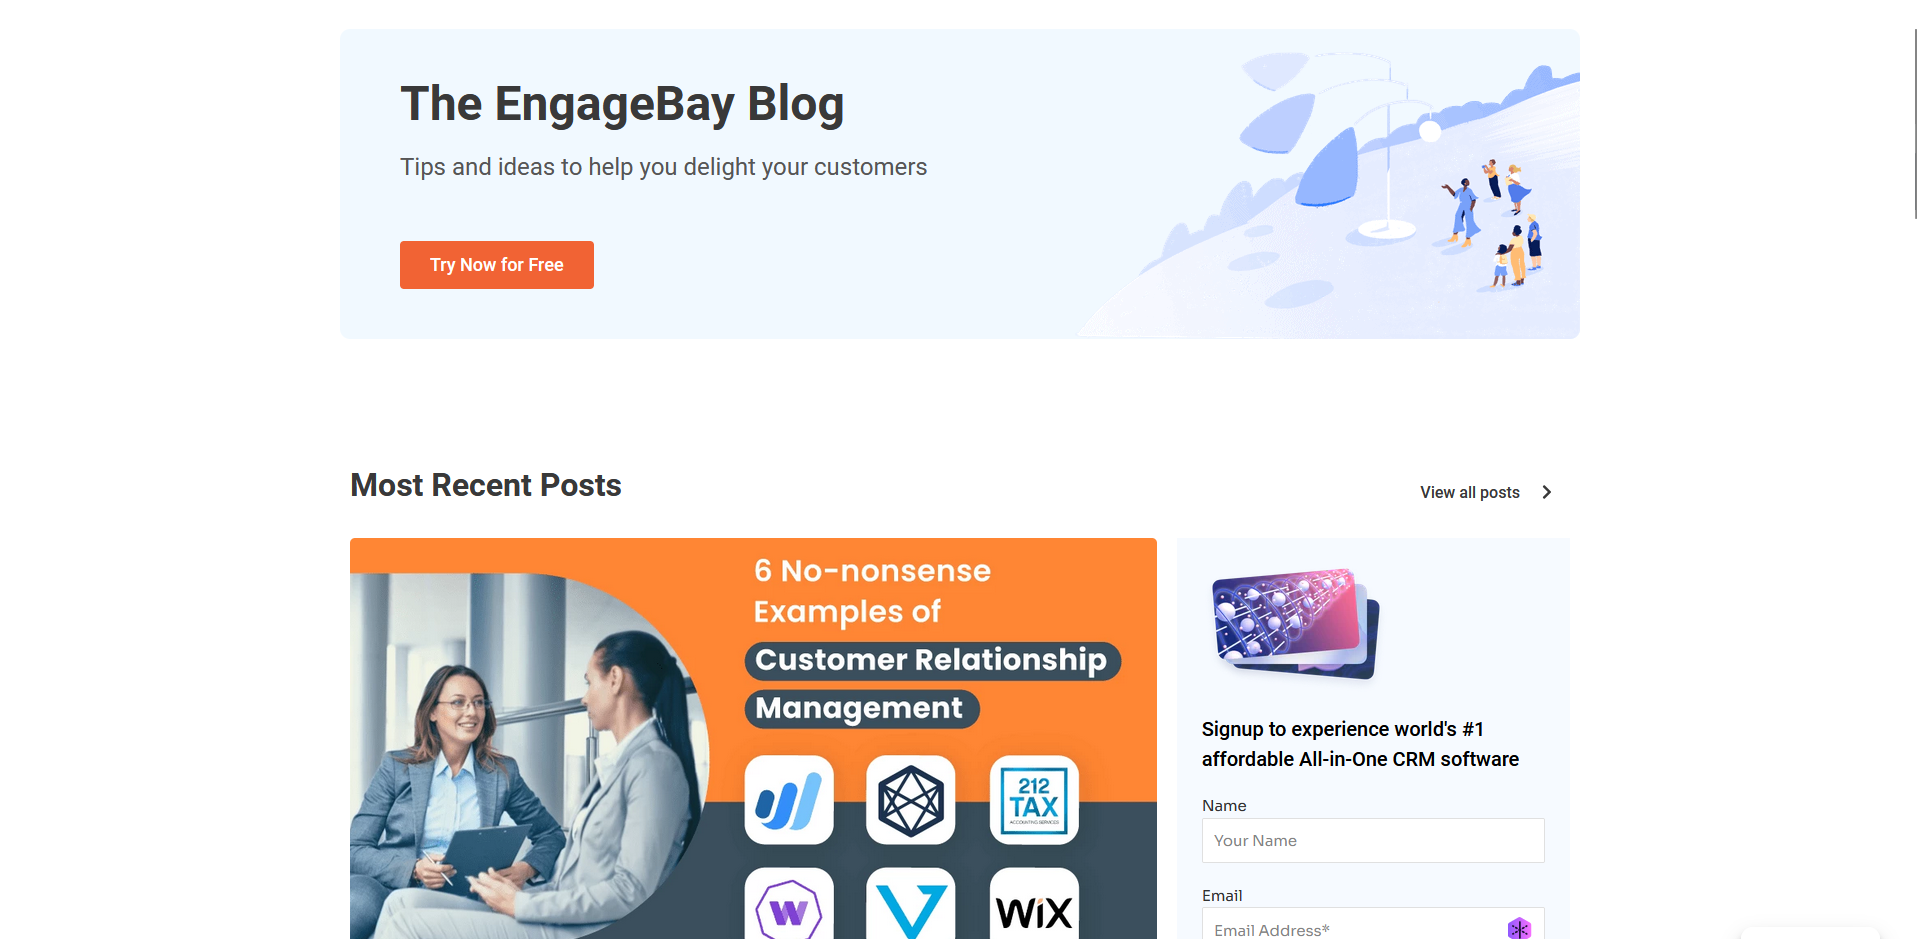 The EngageBay Blog
Tips and ideas to help you delight your customers
Try Now for Free
Most Recent Posts
View all posts
6 No-nonsense
Examples of
Customer Relationship
Management
212
TAX
ACCOUNTING SERVICES
W
WiX
Signup to experience world's #1
affordable All-in-One CRM software
Name
Your Name
Email
Email Address*